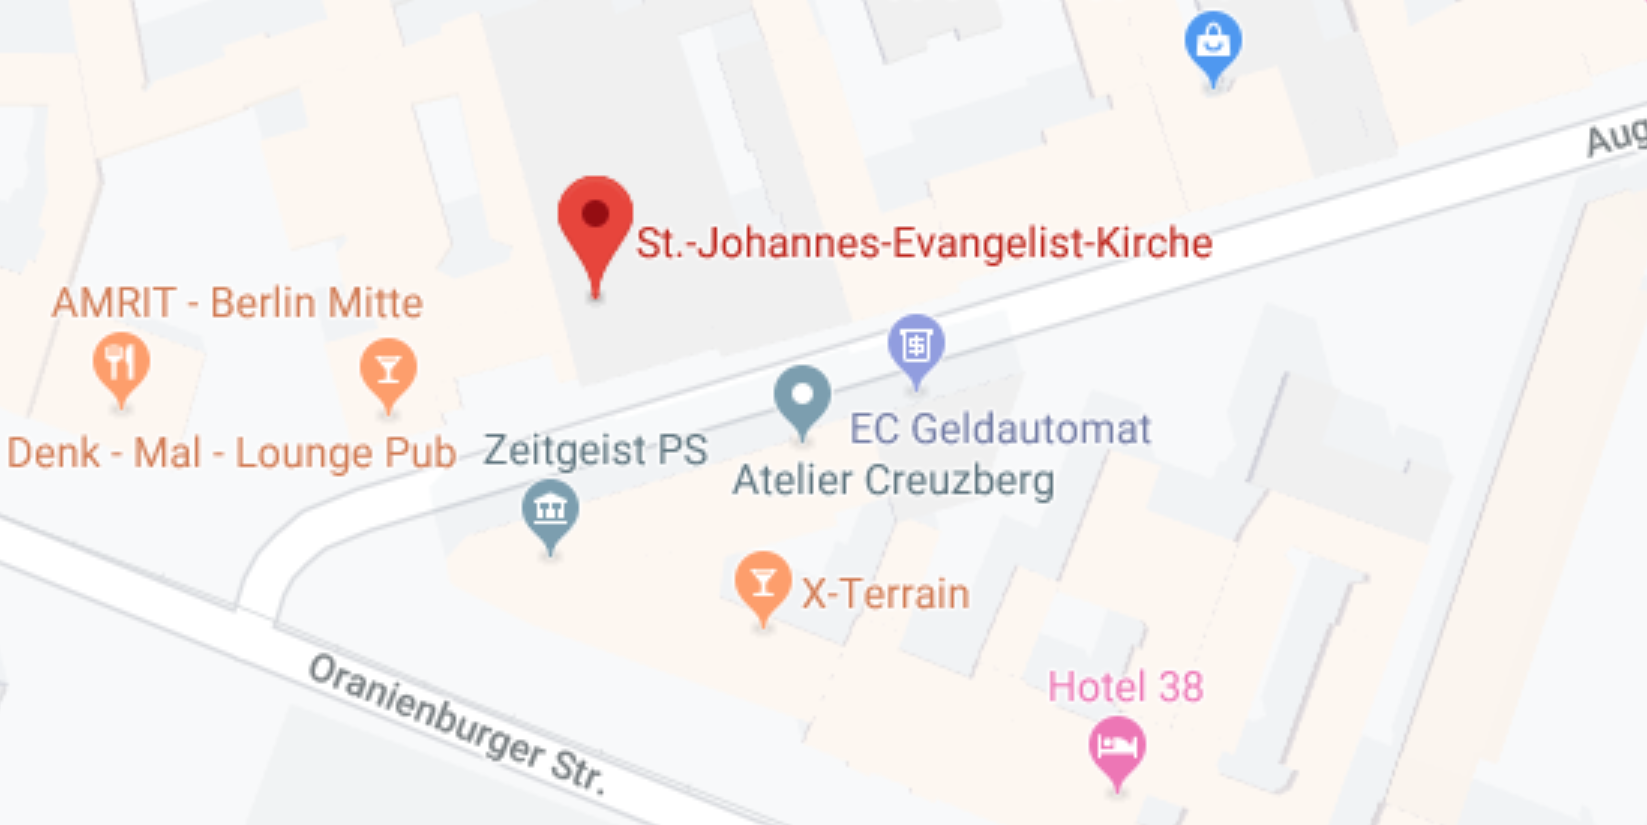 Aug
St.-Johannes-Evangelist-Kirche
AMRIT - Berlin Mitte
EC Geldautomat
Denk - Mal - Lounge Pub
Zeitgeist PS
Atelier Creuzberg
X-Terrain
Oranienburger Str.
Hotel 38